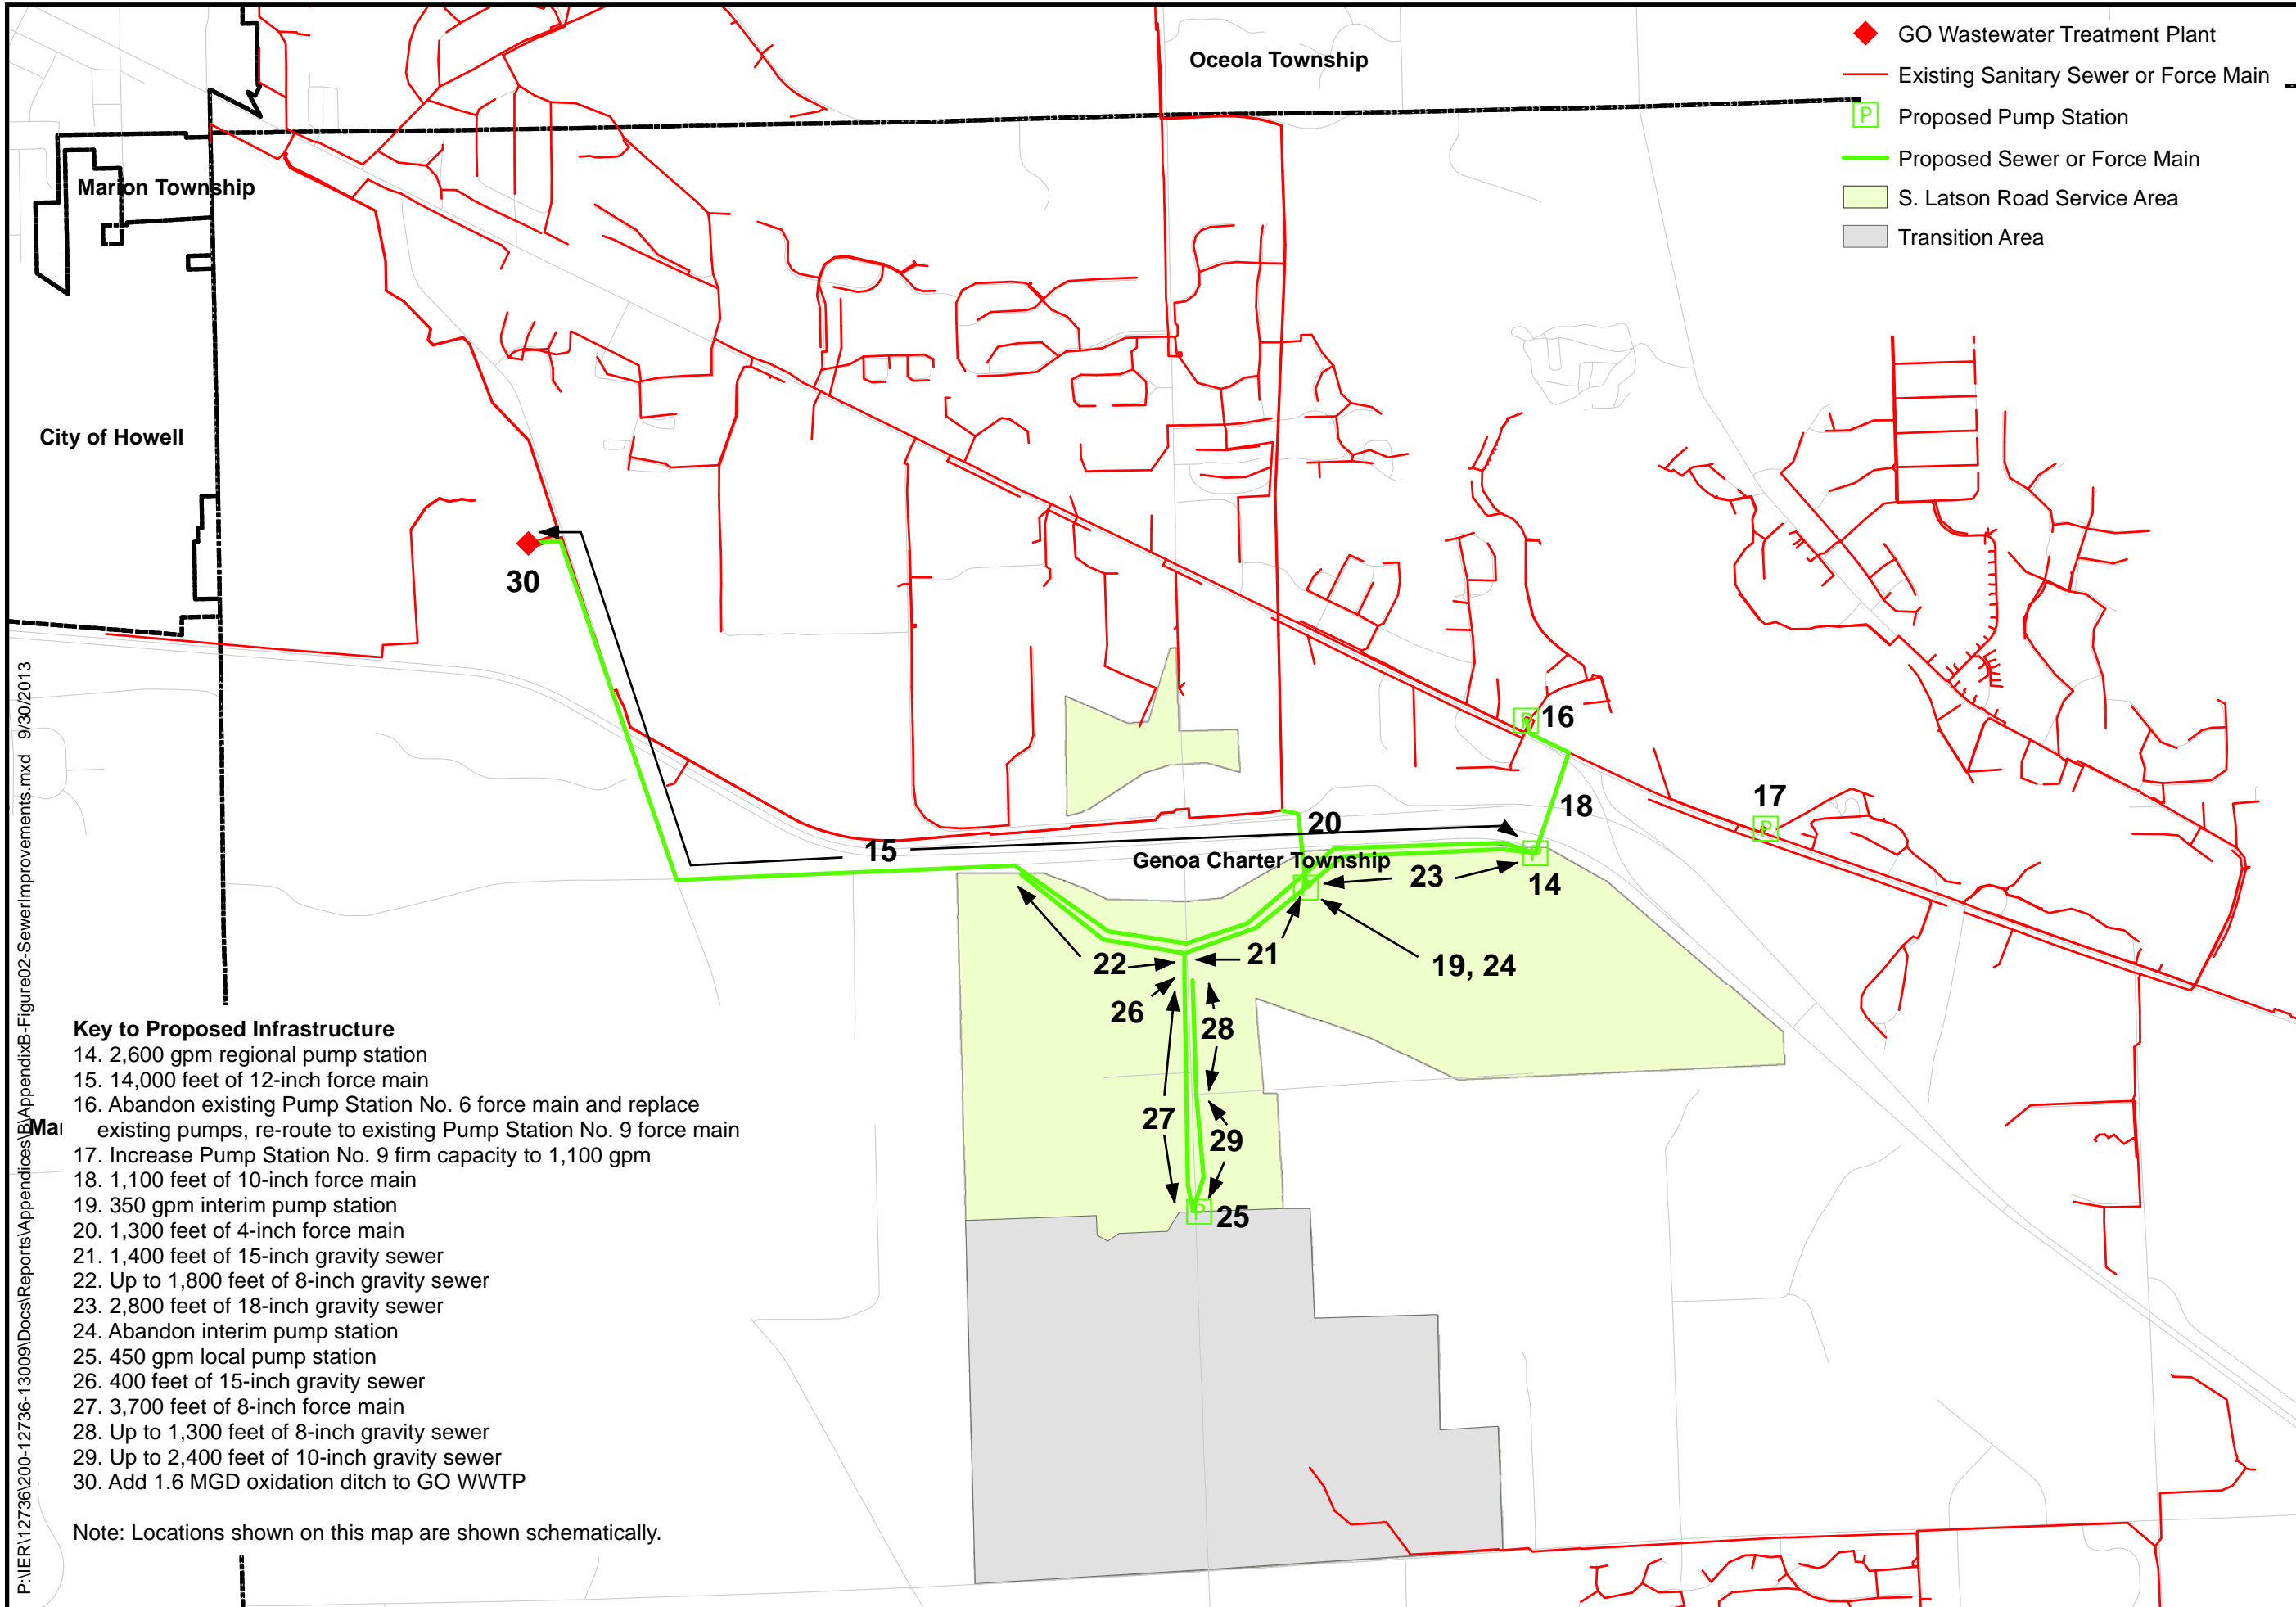 Oceola Township
GO Wastewater Treatment Plant
Existing Sanitary Sewer or Force Main
P Proposed Pump Station
Proposed Sewer or Force Main
S. Latson Road Service Area
Transition Area
Marion Township
City of Howell
30
16
17
18
20
15
Genoa Charter Township
23
14
21
22
19, 24
26
28
27
29
25
Key to Proposed Infrastructure
14. 2,600 gpm regional pump station
15. 14,000 feet of 12-inch force main
16. Abandon existing Pump Station No. 6 force main and replace
existing pumps, re-route to existing Pump Station No. 9 force main
17. Increase Pump Station No. 9 firm capacity to 1,100 gpm
18. 1,100 feet of 10-inch force main
19. 350 gpm interim pump station
20. 1,300 feet of 4-inch force main
21. 1,400 feet of 15-inch gravity sewer
22. Up to 1,800 feet of 8-inch gravity sewer
23. 2,800 feet of 18-inch gravity sewer
24. Abandon interim pump station
25. 450 gpm local pump station
26. 400 feet of 15-inch gravity sewer
27. 3,700 feet of 8-inch force main
28. Up to 1,300 feet of 8-inch gravity sewer
29. Up to 2,400 feet of 10-inch gravity sewer
30. Add 1.6 MGD oxidation ditch to GO WWTP
Note: Locations shown on this map are shown schematically.
P:\IER\12736\200-12736-13009\Docs\Reports\Appendices\B\AppendixB-Figure02-SewerImprovements.mxd 9/30/2013